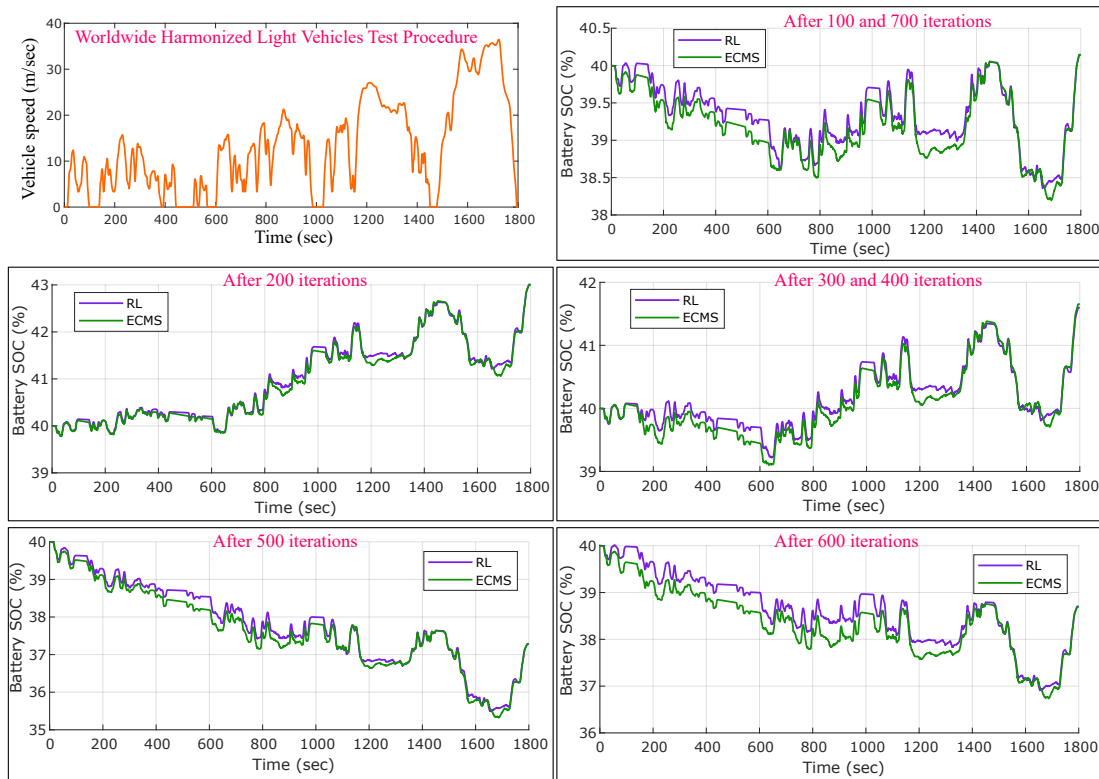 Worldwide Harmonized Light Vehicles Test Procedure
Vehicle speed (m/sec)
40
30
20
10
0
0 200 400 600 800 1000 1200 1400 1600 1800
Time (sec)
After 100 and 700 iterations
RL
ECMS
Battery SOC (%)
40.5
40
39.5
39
38.5
38
0 200 400 600 800 1000 1200 1400 1600 1800
Time (sec)
After 200 iterations
RL
ECMS
Battery SOC (%)
43
42
41
40
39
0 200 400 600 800 1000 1200 1400 1600 1800
Time (sec)
After 300 and 400 iterations
RL
ECMS
Battery SOC (%)
42
41
40
39
0 200 400 600 800 1000 1200 1400 1600 1800
Time (sec)
After 500 iterations
RL
ECMS
Battery SOC (%)
40
39
38
37
36
35
0 200 400 600 800 1000 1200 1400 1600 1800
Time (sec)
After 600 iterations
RL
ECMS
Battery SOC (%)
40
39
38
37
36
0 200 400 600 800 1000 1200 1400 1600 1800
Time (sec)